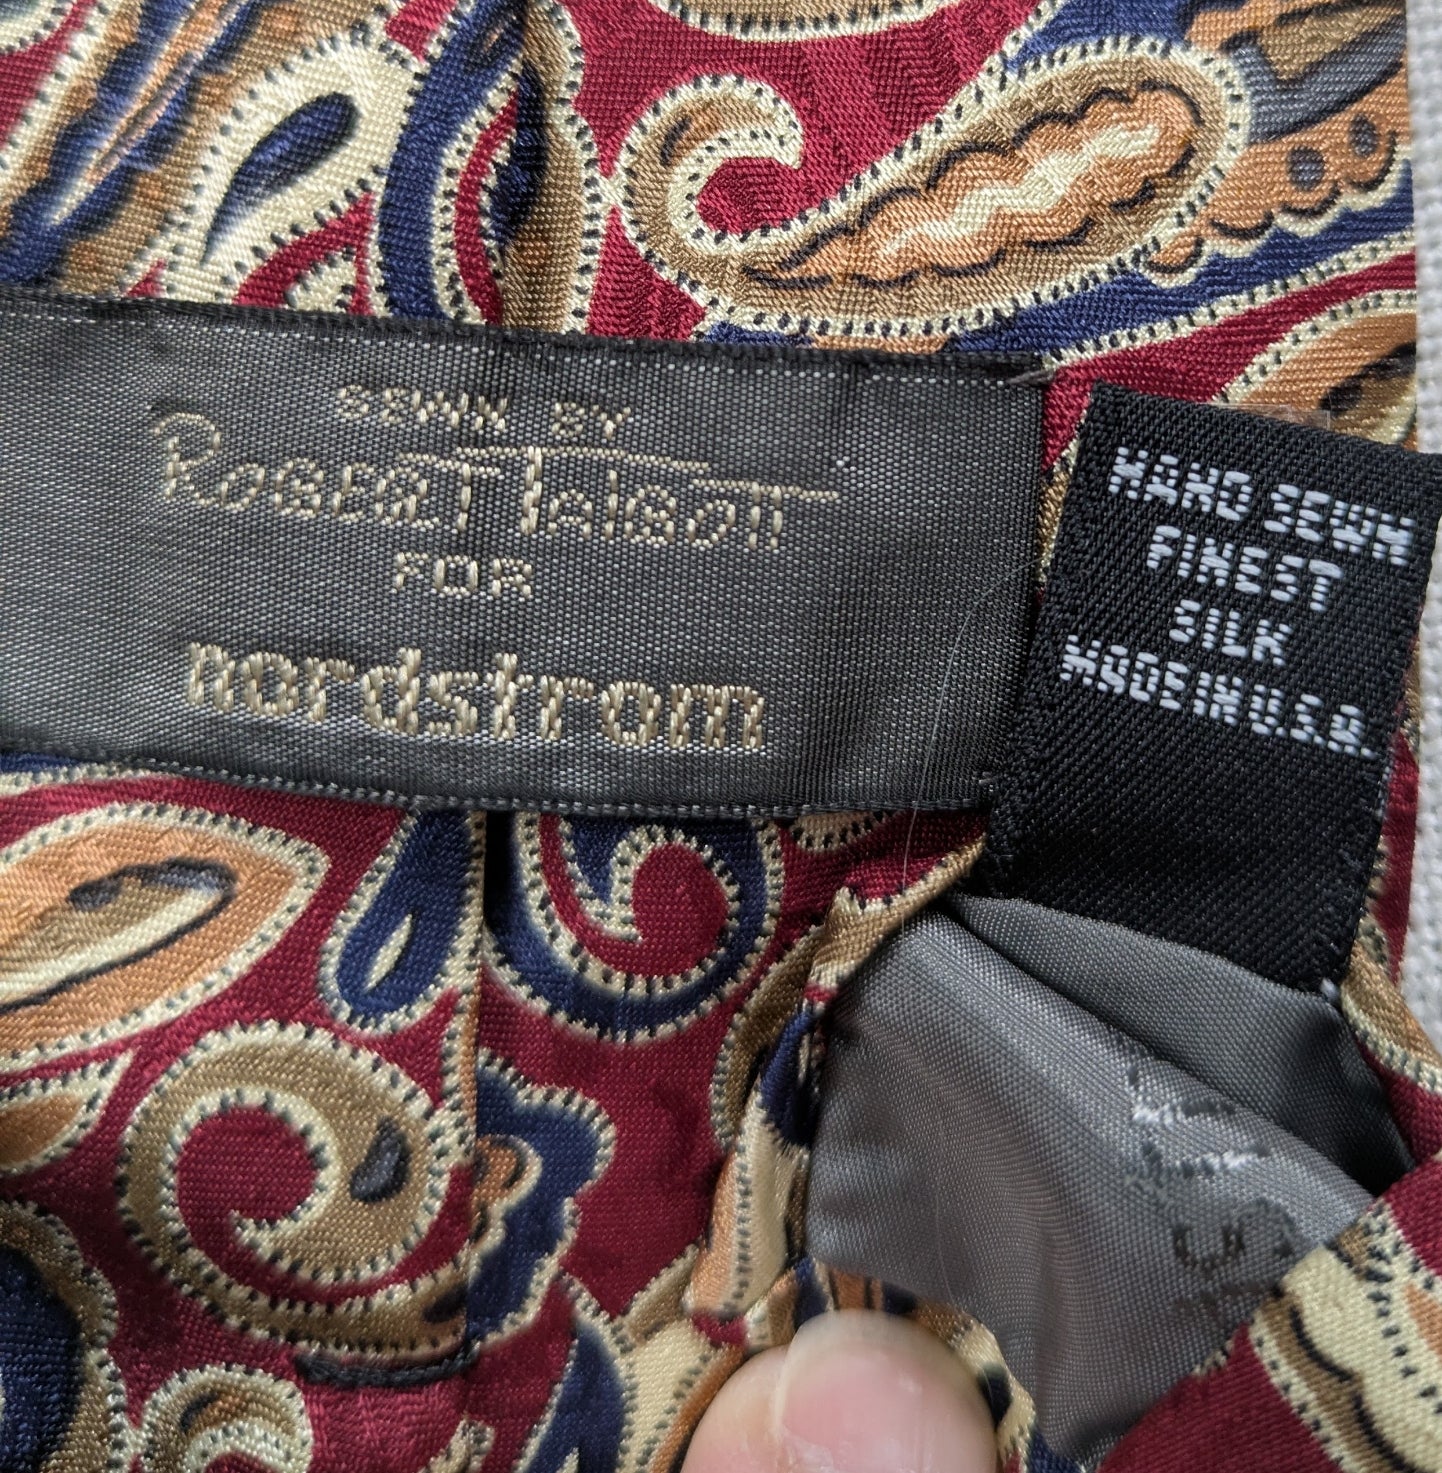 SEWN BY
ROBERT TALBOTT
FOR
nordstrom
HAND SEWN
FINEST
SILK
MADE IN U.S.A.